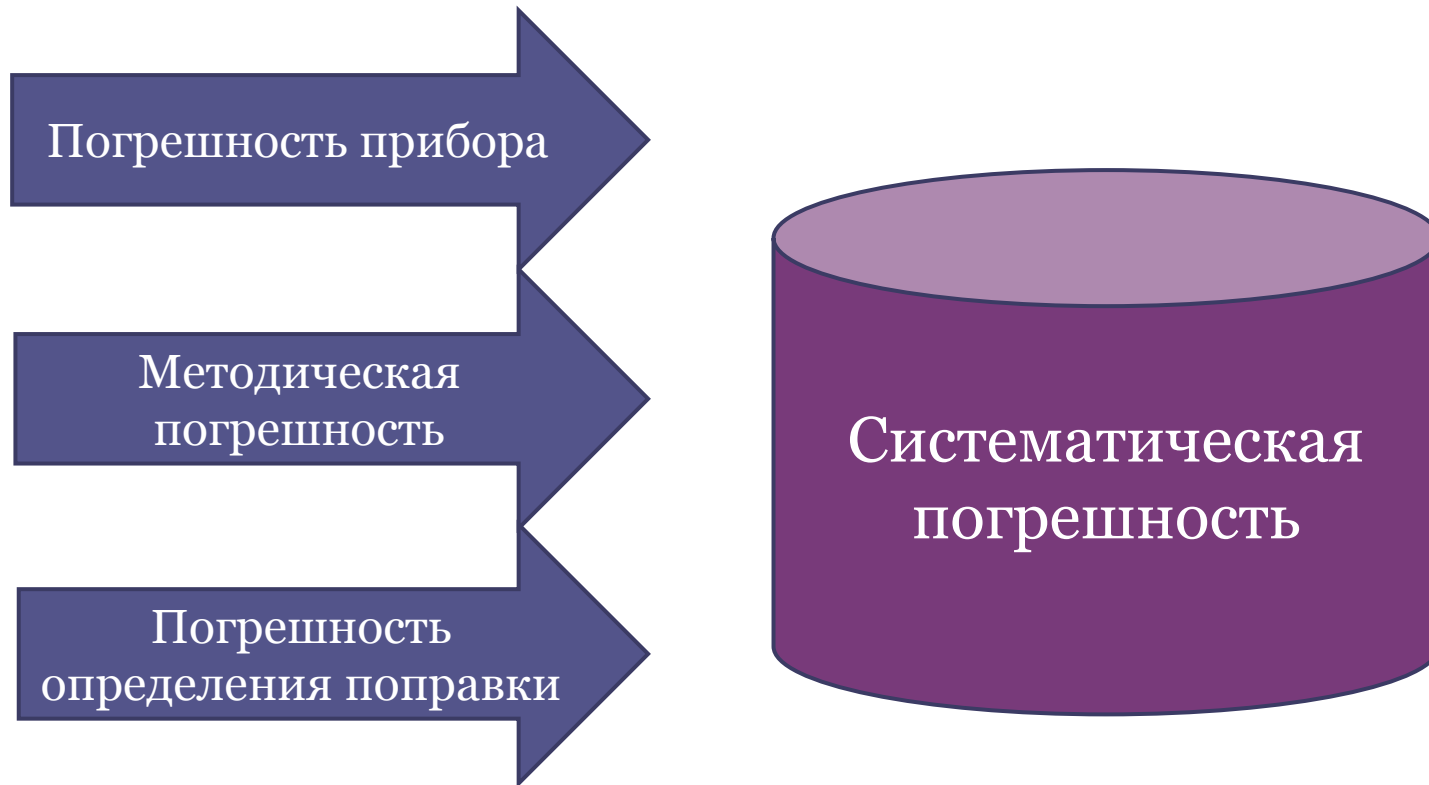 Погрешность прибора
Методическая
погрешность
Погрешность
определения поправки
Систематическая
погрешность